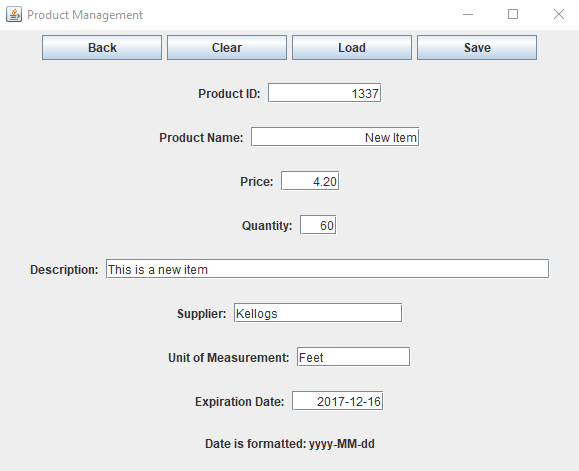 Product Management
Back Clear Load Save
Product ID: 1337
Product Name: New Item
Price: 4.20
Quantity: 60
Description: This is a new item
Supplier: Kellogs
Unit of Measurement: Feet
Expiration Date: 2017-12-16
Date is formatted: yyyy-MM-dd